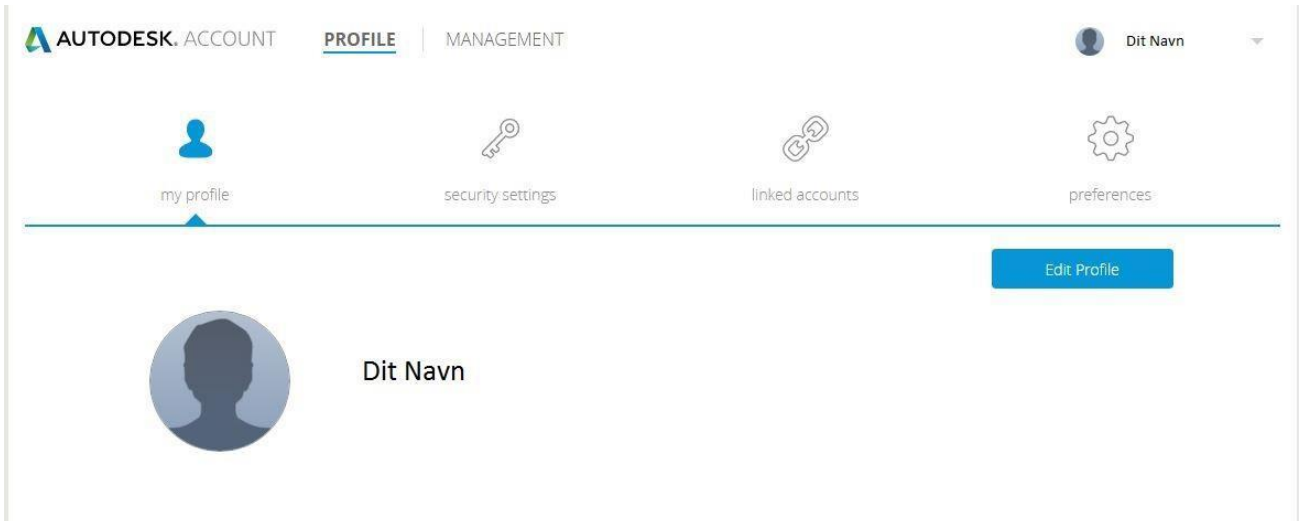 AUTODESK. ACCOUNT PROFILE MANAGEMENT Dit Navn
my profile security settings linked accounts preferences
Edit Profile
Dit Navn